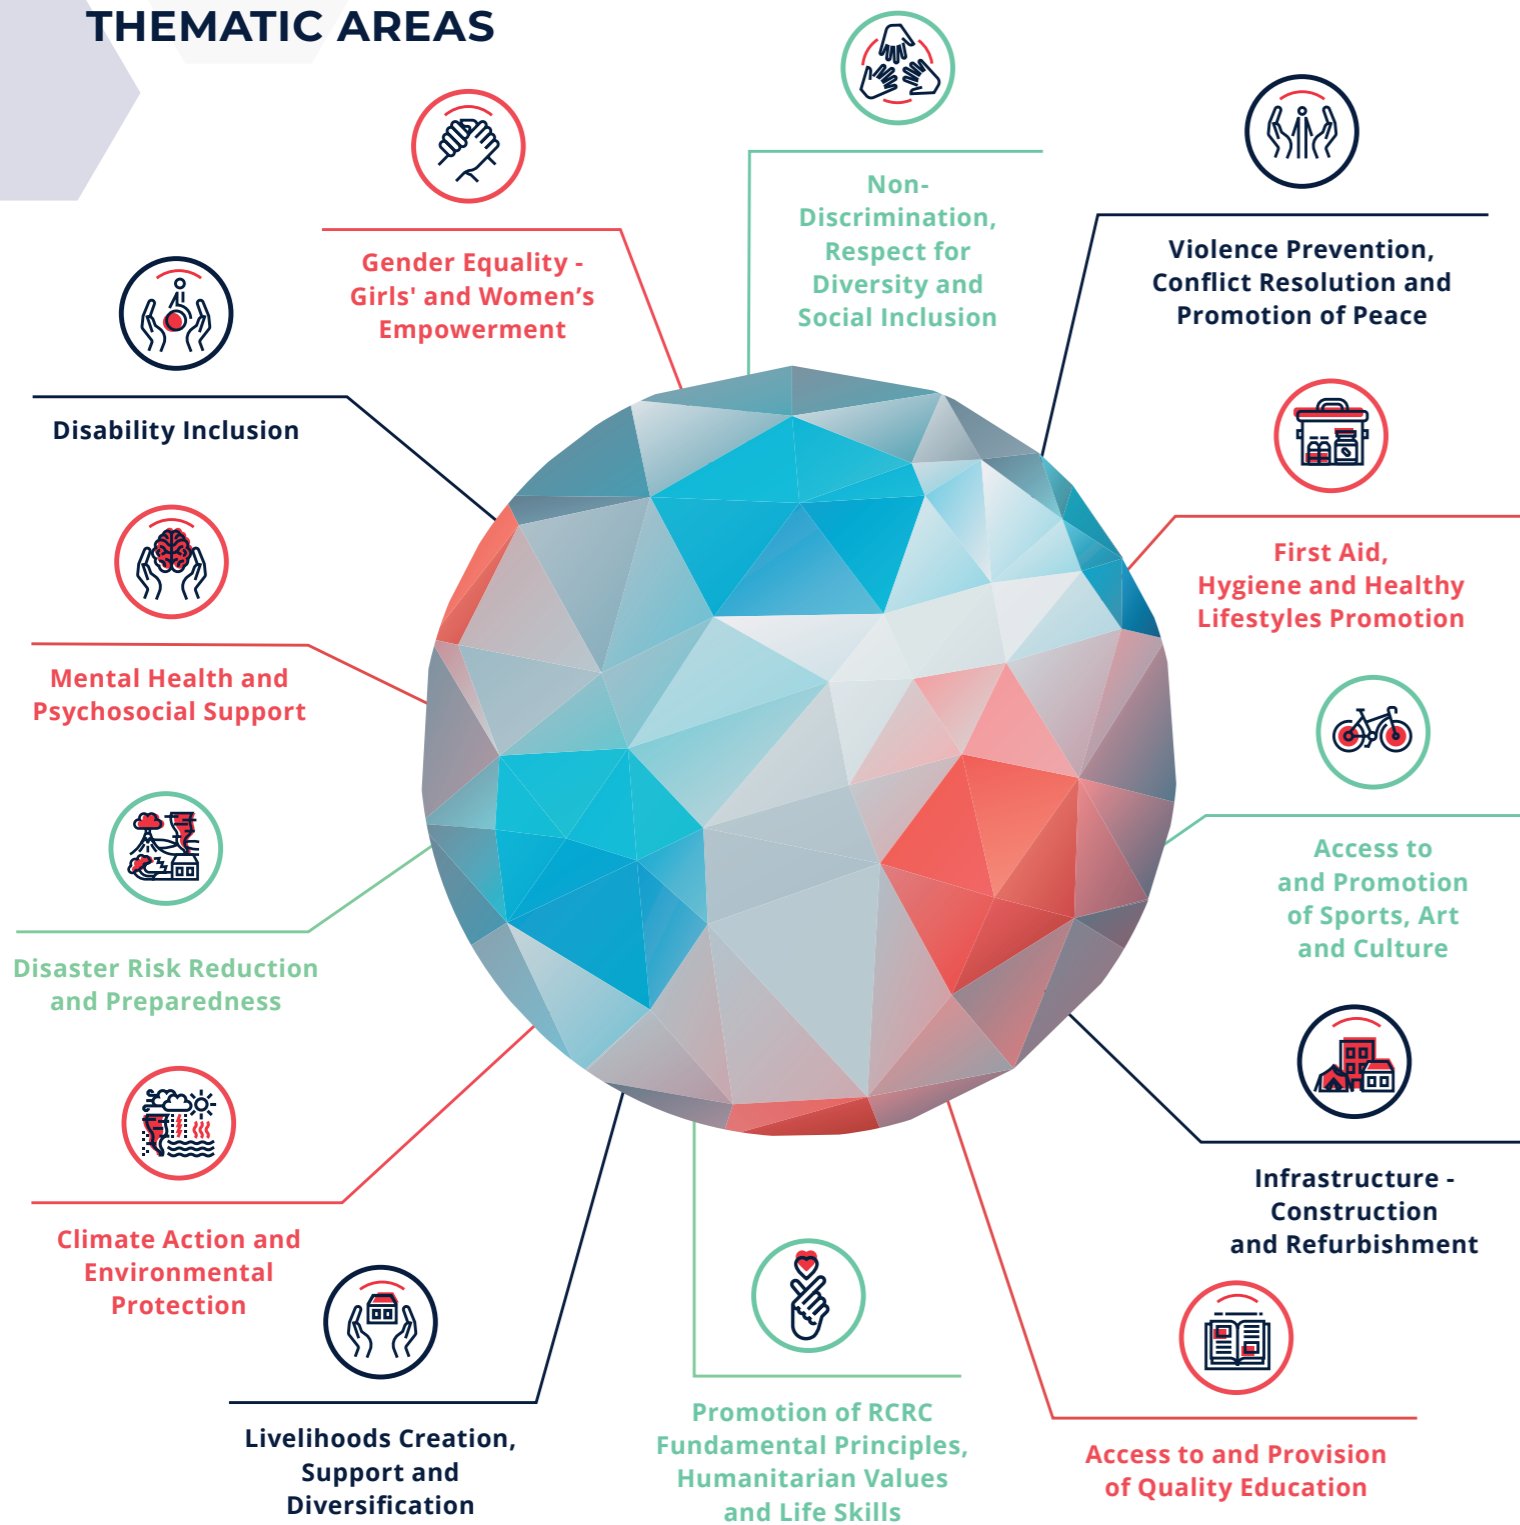 THEMATIC AREAS
Gender Equality -
Girls' and Women’s
Empowerment
Non-
Discrimination,
Respect for
Diversity and
Social Inclusion
Violence Prevention,
Conflict Resolution and
Promotion of Peace
Disability Inclusion
First Aid,
Hygiene and Healthy
Lifestyles Promotion
Mental Health and
Psychosocial Support
Access to
and Promotion
of Sports, Art
and Culture
Disaster Risk Reduction
and Preparedness
Infrastructure -
Construction
and Refurbishment
Climate Action and
Environmental
Protection
Livelihoods Creation,
Support and
Diversification
Promotion of RCRC
Fundamental Principles,
Humanitarian Values
and Life Skills
Access to and Provision
of Quality Education